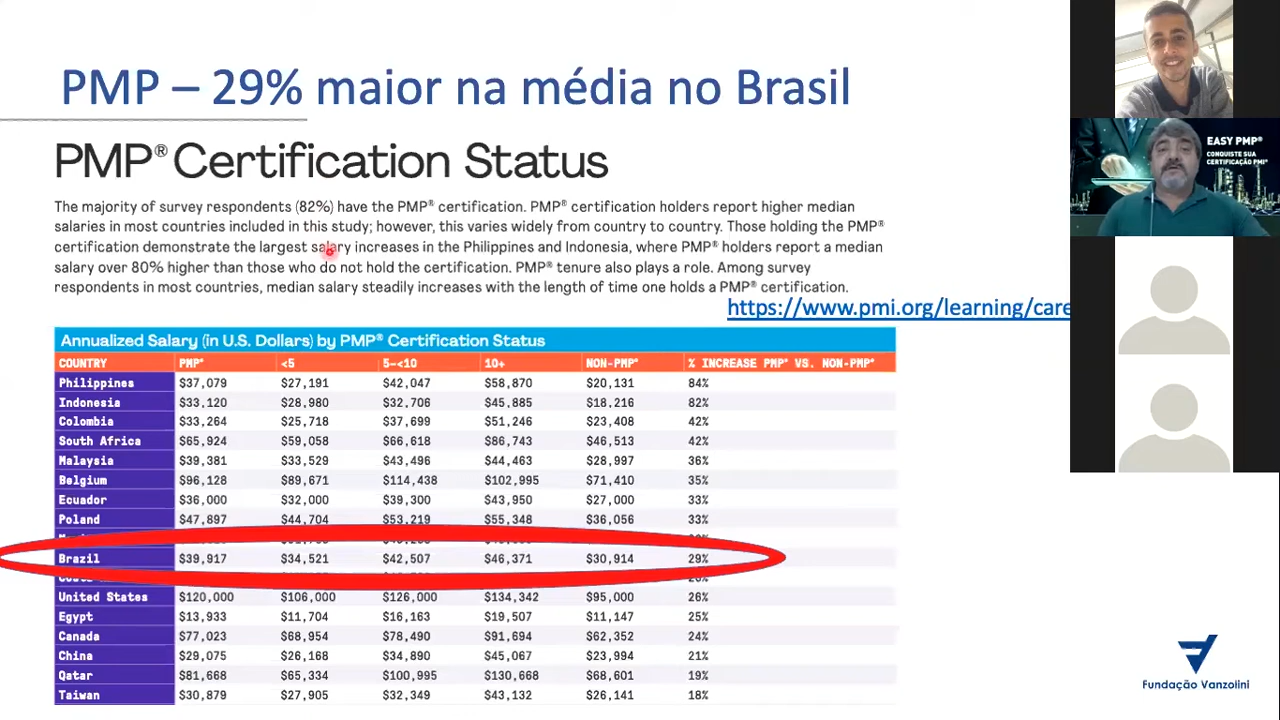 PMP – 29% maior na média no Brasil
PMP® Certification Status
The majority of survey respondents (82%) have the PMP® certification. PMP® certification holders report higher median
salaries in most countries included in this study; however, this varies widely from country to country. Those holding the PMP®
certification demonstrate the largest salary increases in the Philippines and Indonesia, where PMP® holders report a median
salary over 80% higher than those who do not hold the certification. PMP® tenure also plays a role. Among survey
respondents in most countries, median salary steadily increases with the length of time one holds a PMP® certification.
https://www.pmi.org/learning/care
Annualized Salary (in U.S. Dollars) by PMP® Certification Status
COUNTRY PMP® <5 5-<10 10+ NON-PMP® % INCREASE PMP® VS. NON-PMP®
Philippines $37,079 $27,191 $42,047 $58,870 $20,131 84%
Indonesia $33,120 $28,980 $32,706 $45,885 $18,216 82%
Colombia $33,264 $25,718 $37,699 $51,246 $23,408 42%
South Africa $65,924 $59,058 $66,618 $86,743 $46,513 42%
Malaysia $39,381 $33,529 $43,496 $44,463 $28,997 36%
Belgium $96,128 $89,671 $114,438 $102,995 $71,410 35%
Ecuador $36,000 $32,000 $39,300 $43,950 $27,000 33%
Poland $47,897 $44,704 $53,219 $55,348 $36,056 33%
Brazil $39,917 $34,521 $42,507 $46,371 $30,914 29%
United States $120,000 $106,000 $126,000 $134,342 $95,000 26%
Egypt $13,933 $11,704 $16,163 $19,507 $11,147 25%
Canada $77,023 $68,954 $78,490 $91,694 $62,352 24%
China $29,075 $26,168 $34,890 $45,067 $23,994 21%
Qatar $81,668 $65,334 $100,995 $130,668 $68,601 19%
Taiwan $30,879 $27,905 $32,349 $43,132 $26,141 18%
EASY PMP®
CONQUISTE SUA
CERTIFICAÇÃO PMI®
Fundação Vanzolini